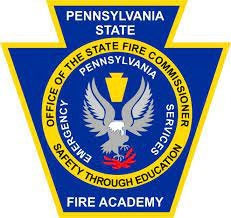 PENNSYLVANIA
STATE
OFFICE OF THE STATE FIRE COMMISSIONER
PENNSYLVANIA
EMERGENCY
SERVICES
SAFETY THROUGH EDUCATION
FIRE ACADEMY